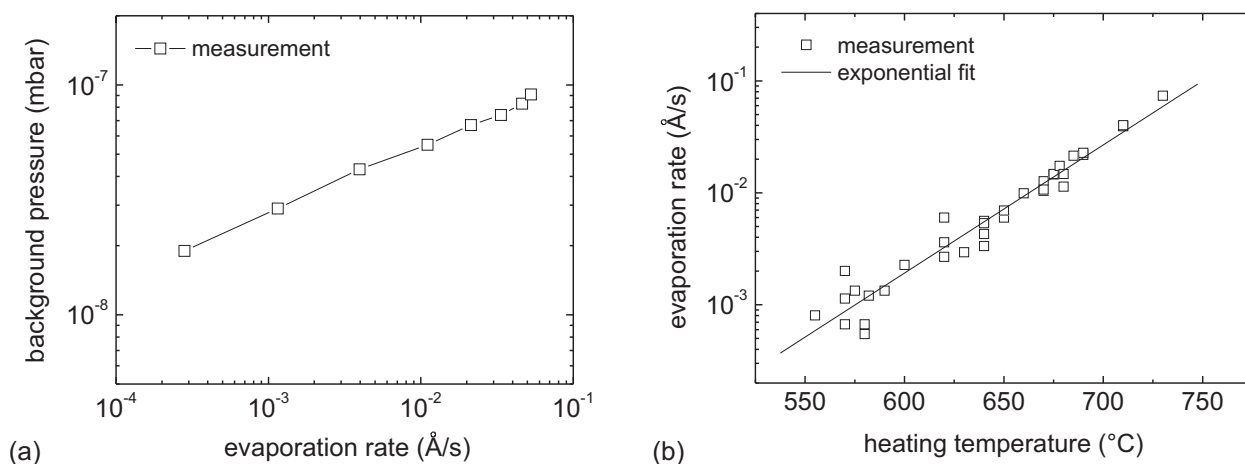 measurement
10⁻⁷
10⁻⁸
background pressure (mbar)
10⁻⁴ 10⁻³ 10⁻² 10⁻¹
evaporation rate (Å/s)
(a)
measurement
exponential fit
10⁻¹
10⁻²
10⁻³
evaporation rate (Å/s)
550 600 650 700 750
heating temperature (°C)
(b)